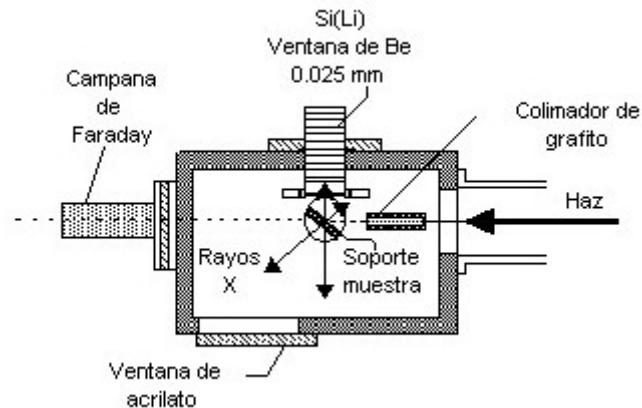 Si(Li)
Ventana de Be
0.025 mm
Campana
de
Faraday
Colimador de
grafito
Haz
Rayos
X
Soporte
muestra
Ventana de
acrilato